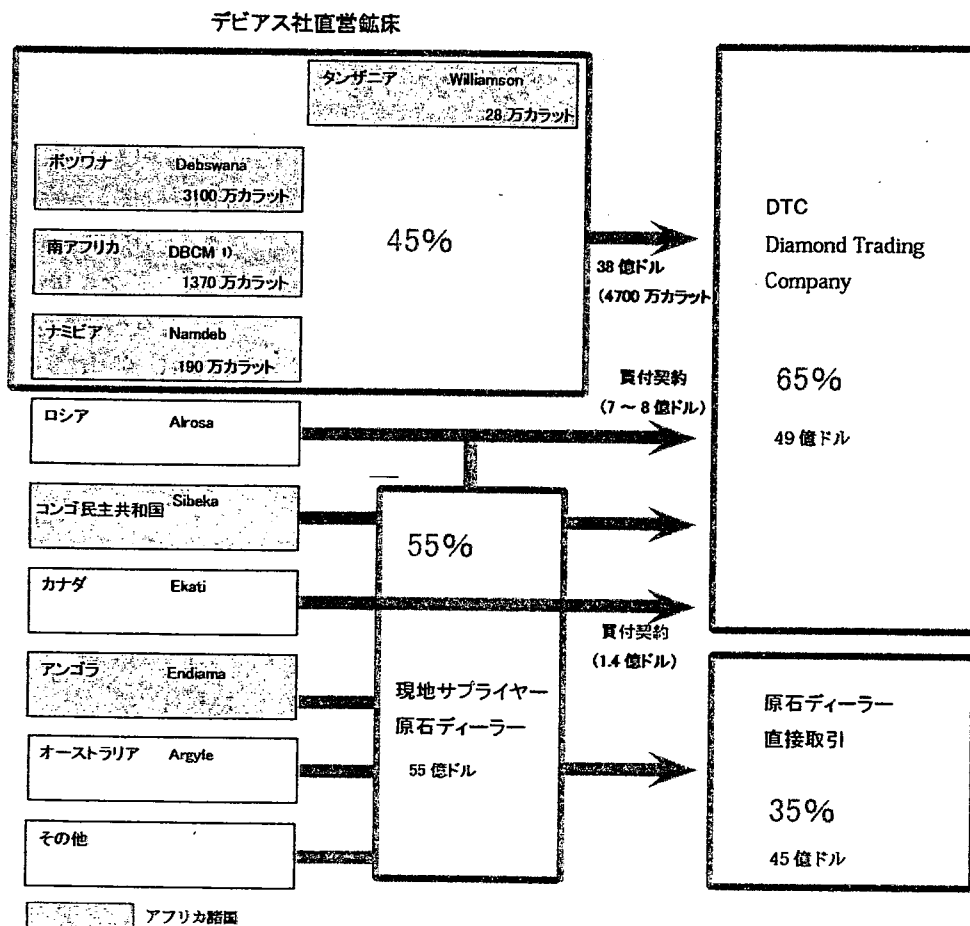 デビアス社直営鉱床
タンザニア Williamson
28万カラット
ボツワナ Debswana
3100万カラット
南アフリカ DBCM 1)
1370万カラット
ナミビア Namdeb
190万カラット
45%
38億ドル
(4700万カラット
DTC
Diamond Trading
Company
65%
49億ドル
買付契約
(7～8億ドル)
ロシア Alrosa
コンゴ民主共和国 Sibeka
カナダ Ekati
アンゴラ Endiama
オーストラリア Argyle
その他
55%
現地サプライヤー
原石ディーラー
55億ドル
買付契約
(1.4億ドル)
原石ディーラー
直接取引
35%
45億ドル
アフリカ諸国